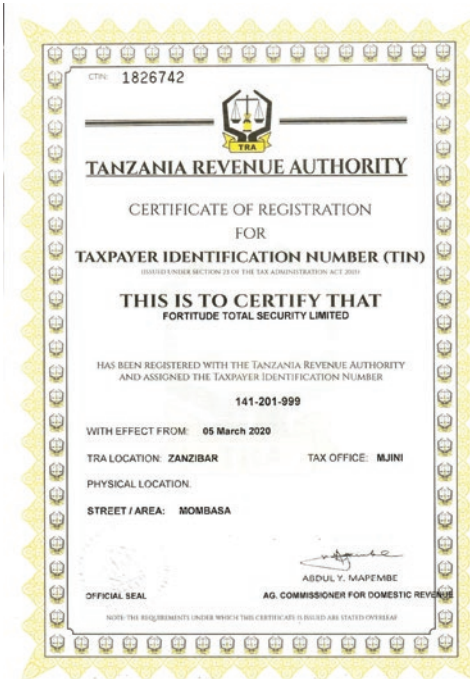 CTIN: 1826742
TRA
TANZANIA REVENUE AUTHORITY
CERTIFICATE OF REGISTRATION
FOR
TAXPAYER IDENTIFICATION NUMBER (TIN)
(ISSUED UNDER SECTION 23 OF THE TAX ADMINISTRATION ACT 2015)
THIS IS TO CERTIFY THAT
FORTITUDE TOTAL SECURITY LIMITED
HAS BEEN REGISTERED WITH THE TANZANIA REVENUE AUTHORITY
AND ASSIGNED THE TAXPAYER IDENTIFICATION NUMBER
141-201-999
WITH EFFECT FROM: 05 March 2020
TRA LOCATION: ZANZIBAR TAX OFFICE: MJINI
PHYSICAL LOCATION.
STREET / AREA: MOMBASA
ABDUL Y. MAPEMBE
OFFICIAL SEAL AG. COMMISSIONER FOR DOMESTIC REVENUE
NOTE: THE REQUIREMENTS UNDER WHICH THIS CERTIFICATE IS ISSUED ARE STATED OVERLEAF